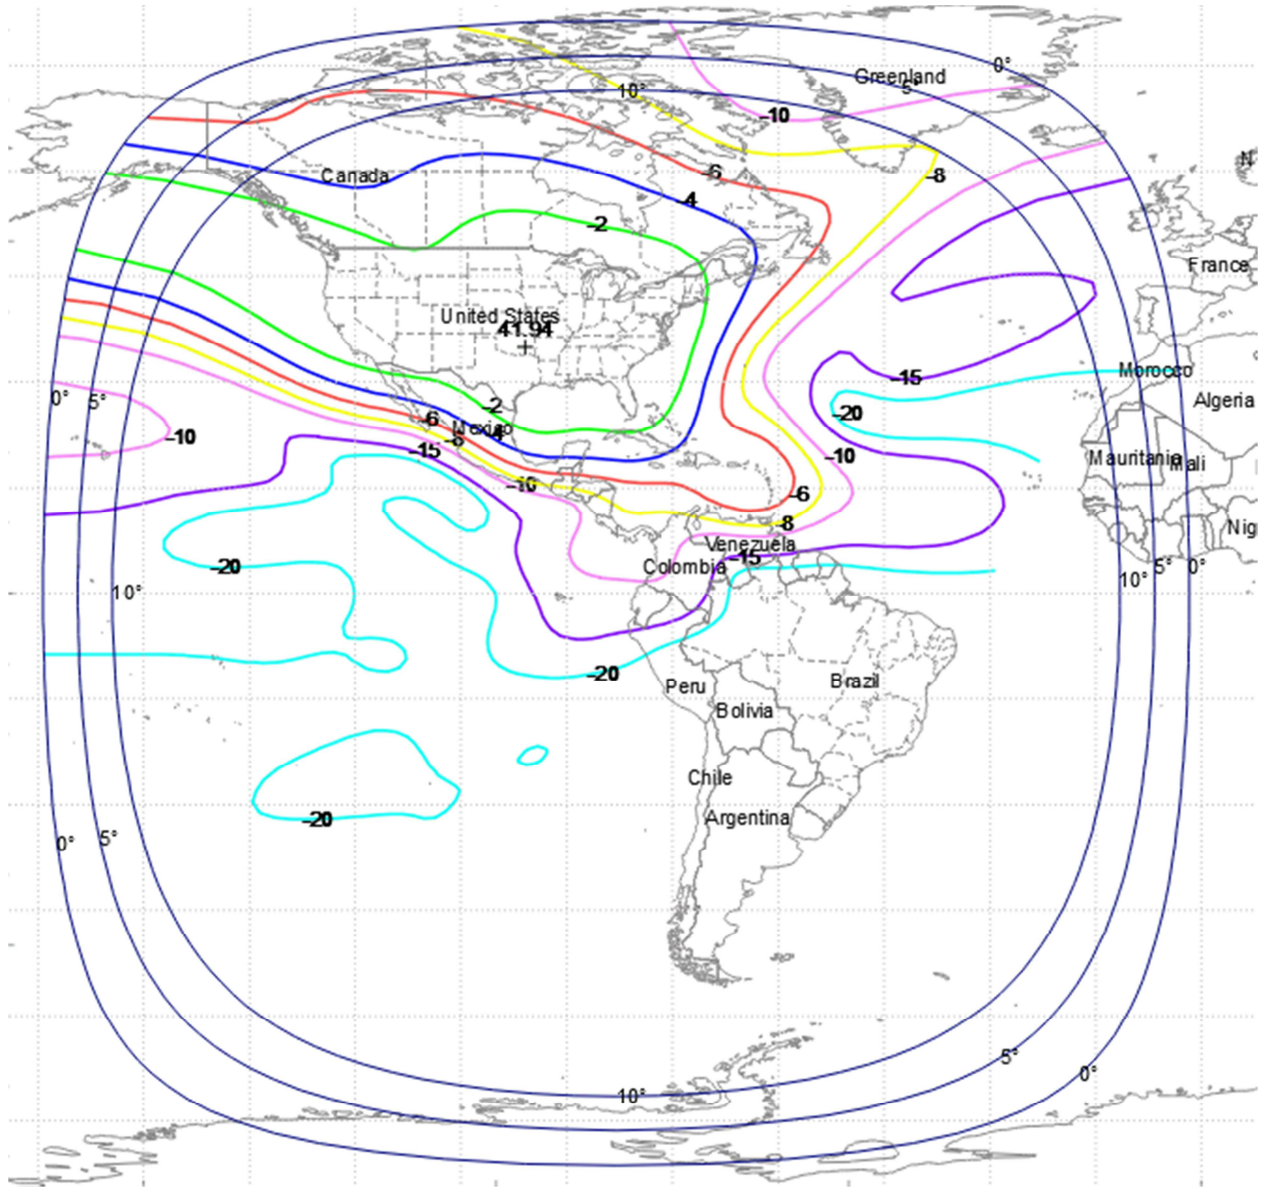 0°
Greenland
5°
10°
–10
N
–6
–8
Canada
–4
–2
France
United States
41.94
Morocco
–15
0°
5°
Algeria
–2
–20
–6
Mexico
–4
–10
–8
–15
–10
Mauritania
Mali
–10
–6
–8
Nig
Venezuela
–15
Colombia
–20
5°
0°
10°
10°
–20
Peru
Brazil
Bolivia
Chile
–20
Argentina
0°
5°
5°
0°
10°